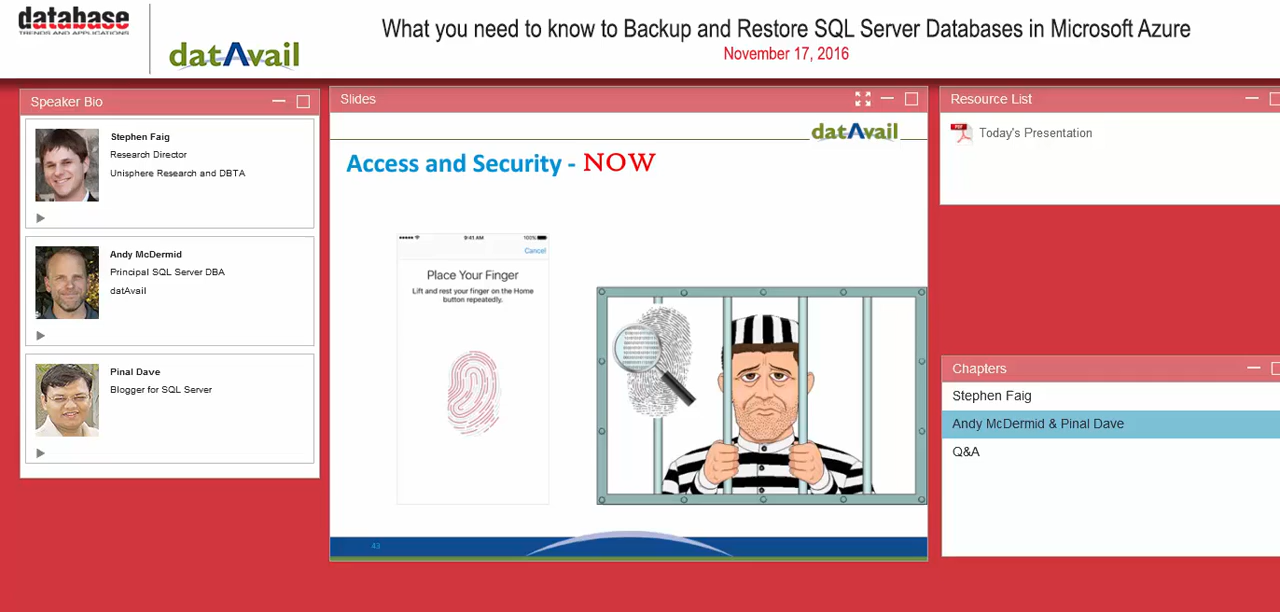 database
TRENDS AND APPLICATIONS
datAvail
What you need to know to Backup and Restore SQL Server Databases in Microsoft Azure
November 17, 2016
Speaker Bio
Stephen Faig
Research Director
Unisphere Research and DBTA
Andy McDermid
Principal SQL Server DBA
datAvail
Pinal Dave
Blogger for SQL Server
Slides
datAvail
Access and Security - NOW
9:41 AM
100%
Cancel
Place Your Finger
Lift and rest your finger on the Home
button repeatedly.
43
Resource List
PDF
Today's Presentation
Chapters
Stephen Faig
Andy McDermid & Pinal Dave
Q&A